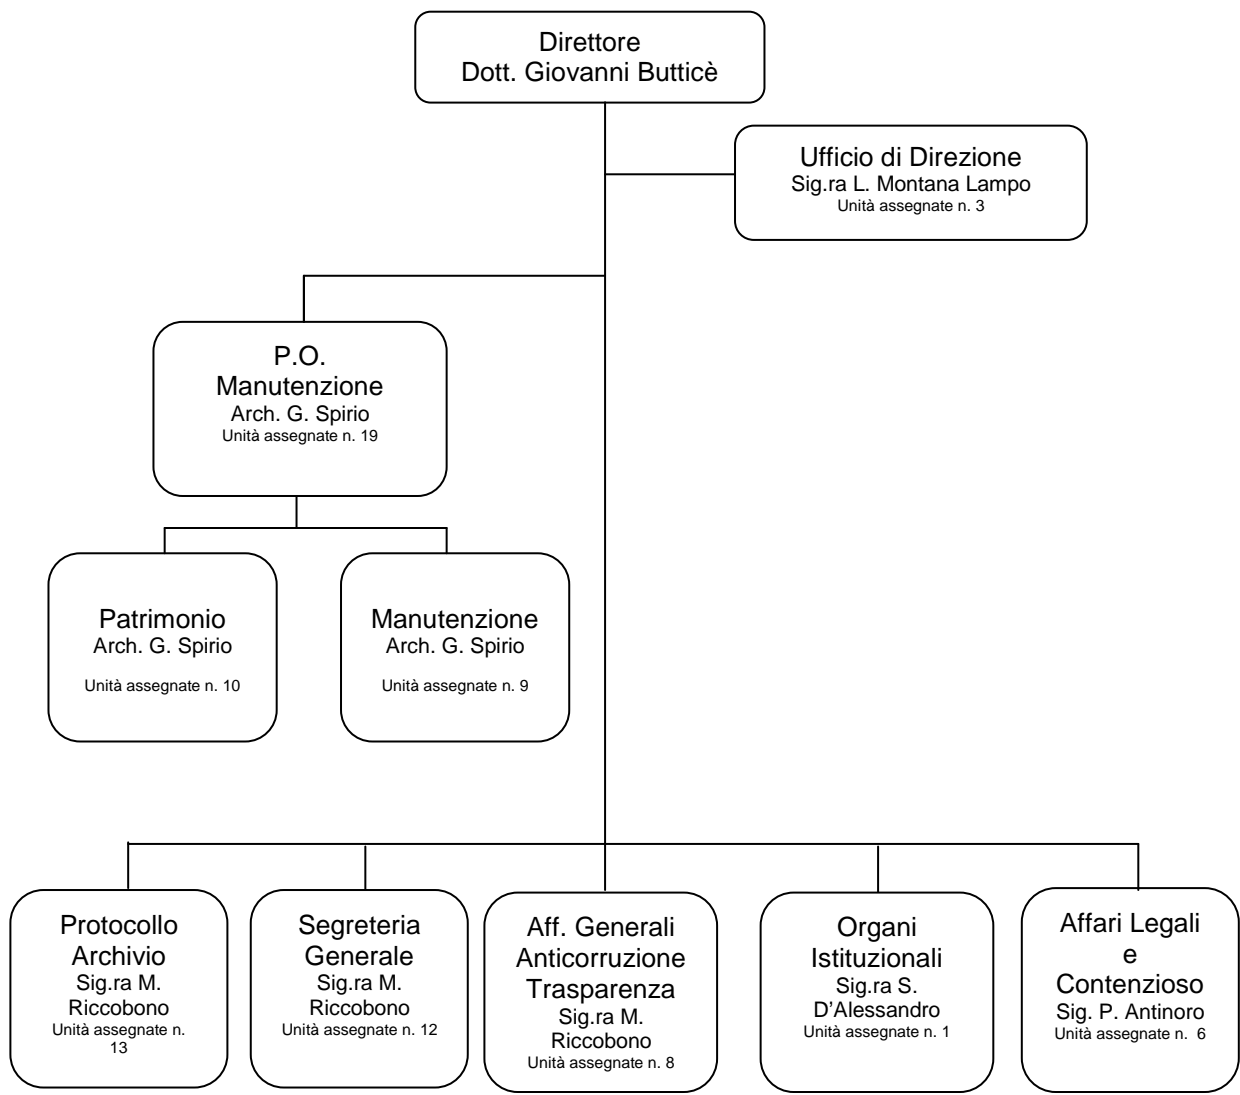 Direttore
Dott. Giovanni Butticè
Ufficio di Direzione
Sig.ra L. Montana Lampo
Unità assegnate n. 3
P.O.
Manutenzione
Arch. G. Spirio
Unità assegnate n. 19
Patrimonio
Arch. G. Spirio
Unità assegnate n. 10
Manutenzione
Arch. G. Spirio
Unità assegnate n. 9
Protocollo
Archivio
Sig.ra M.
Riccobono
Unità assegnate n.
13
Segreteria
Generale
Sig.ra M.
Riccobono
Unità assegnate n. 12
Aff. Generali
Anticorruzione
Trasparenza
Sig.ra M.
Riccobono
Unità assegnate n. 8
Organi
Istituzionali
Sig.ra S.
D’Alessandro
Unità assegnate n. 1
Affari Legali
e
Contenzioso
Sig. P. Antinoro
Unità assegnate n.  6